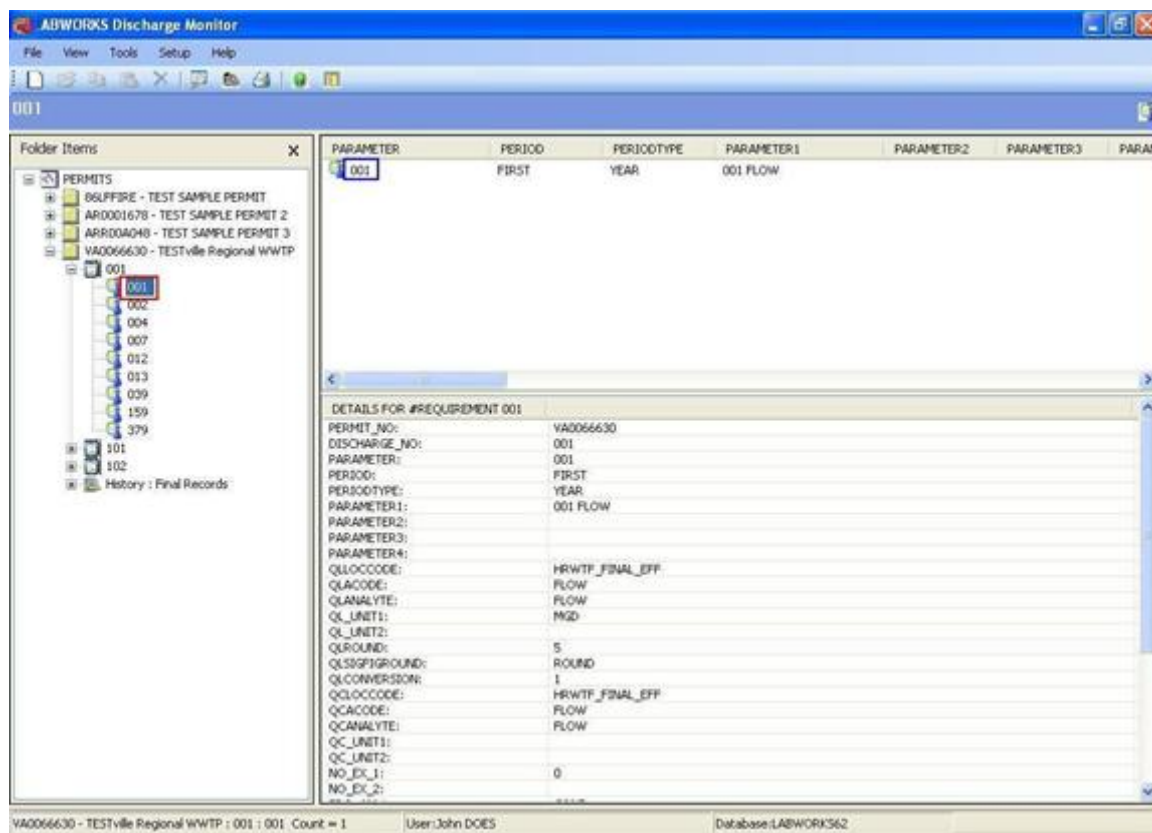 ABWORKS Discharge Monitor
File View Tools Setup Help
001
Folder Items X
PERMITS
86LFFIRE - TEST SAMPLE PERMIT
AR0001678 - TEST SAMPLE PERMIT 2
ARR00A048 - TEST SAMPLE PERMIT 3
VA0066630 - TESTville Regional WWTP
001
001
002
004
007
012
013
039
159
379
101
102
History : Final Records
PARAMETER PERIOD PERIODTYPE PARAMETER1 PARAMETER2 PARAMETER3 PARA
001 FIRST YEAR 001 FLOW
DETAILS FOR #REQUIREMENT 001
PERMIT_NO: VA0066630
DISCHARGE_NO: 001
PARAMETER: 001
PERIOD: FIRST
PERIODTYPE: YEAR
PARAMETER1: 001 FLOW
PARAMETER2:
PARAMETER3:
PARAMETER4:
QLLOCCODE: HRWTF_FINAL_EFF
QLACODE: FLOW
QLANALYTE: FLOW
QL_UNIT1: MGD
QL_UNIT2:
QLROUND: 5
QLSIGFIGROUND: ROUND
QLCONVERSION: 1
QCLOCCODE: HRWTF_FINAL_EFF
QCACODE: FLOW
QCANALYTE: FLOW
QC_UNIT1:
QC_UNIT2:
NO_EX_1: 0
NO_EX_2:
VA0066630 - TESTville Regional WWTP : 001 : 001 Count = 1 User:John DOES Database:LABWORKS62